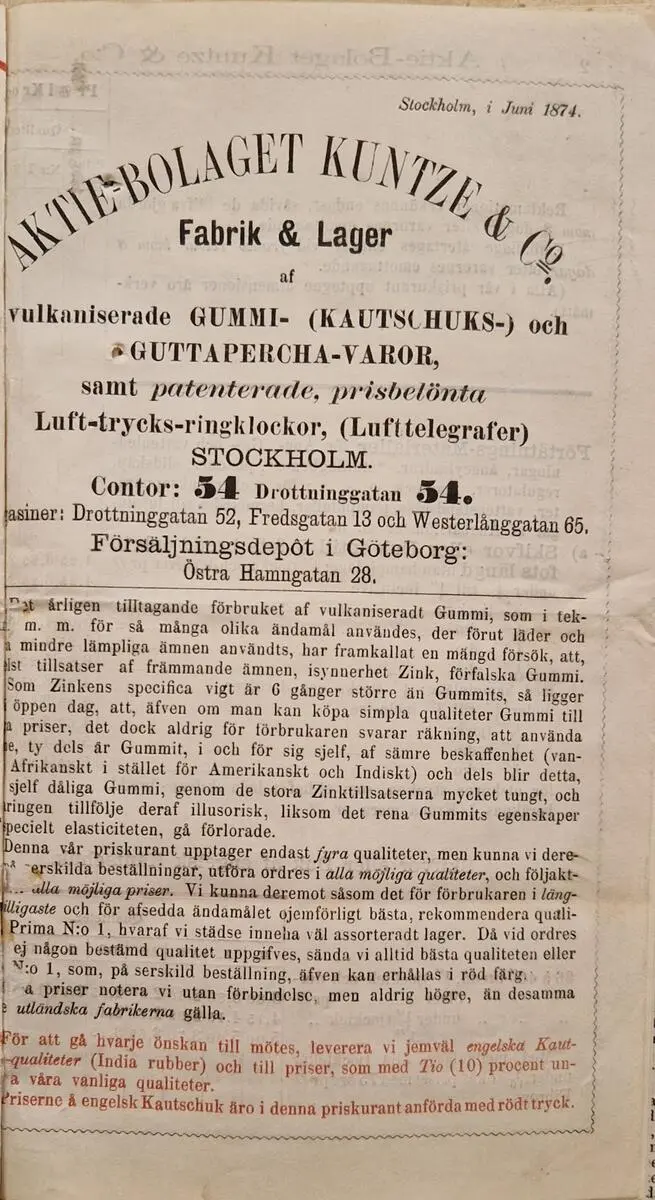 Stockholm, i Juni 1874.
AKTIE-BOLAGET KUNTZE & Co.
Fabrik & Lager
af
vulkaniserade GUMMI- (KAUTSCHUKS-) och
GUTTAPERCHA-VAROR,
samt patenterade, prisbelönta
Luft-trycks-ringklockor, (Lufttelegrafer)
STOCKHOLM.
Contor: 54 Drottninggatan 54.
asiner: Drottninggatan 52, Fredsgatan 13 och Westerlånggatan 65.
Försäljningsdepôt i Göteborg:
Östra Hamngatan 28.
årligen tilltagande förbruket af vulkaniseradt Gummi, som i tek-
m. m. för så många olika ändamål användes, der förut läder och
mindre lämpliga ämnen användts, har framkallat en mängd försök, att,
tillsatser af främmande ämnen, isynnerhet Zink, förfalska Gummi.
Som Zinkens specifica vigt är 6 gånger större än Gummits, så ligger
öppen dag, att, äfven om man kan köpa simpla qualiteter Gummi till
priser, det dock aldrig för förbrukaren svarar räkning, att använda
e, ty dels är Gummit, i och för sig sjelf, af sämre beskaffenhet (van-
Afrikanskt i stället för Amerikanskt och Indiskt) och dels blir detta,
sjelf dåliga Gummi, genom de stora Zinktillsatserna mycket tungt, och
ringen tillfölje deraf illusorisk, liksom det rena Gummits egenskaper
pecielt elasticiteten, gå förlorade.
Denna vår priskurant upptager endast fyra qualiteter, men kunna vi dere-
erskilda beställningar, utföra ordres i alla möjliga qualiteter, och följakt-
alla möjliga priser. Vi kunna deremot såsom det för förbrukaren i läng-
illigaste och för afsedda ändamålet ojemförligt bästa, rekommendera quali-
Prima N:o 1, hvaraf vi städse inneha väl assorteradt lager. Då vid ordres
ej någon bestämd qualitet uppgifves, sända vi alltid bästa qualiteten eller
N:o 1, som, på serskild beställning, äfven kan erhållas i röd färg.
a priser notera vi utan förbindelse, men aldrig högre, än desamma
utländska fabrikerna gälla.
För att gå hvarje önskan till mötes, leverera vi jemväl engelska Kaut-
-qualiteter (India rubber) och till priser, som med Tio (10) procent un-
a våra vanliga qualiteter.
Priserne å engelsk Kautschuk äro i denna priskurant anförda med rödt tryck.